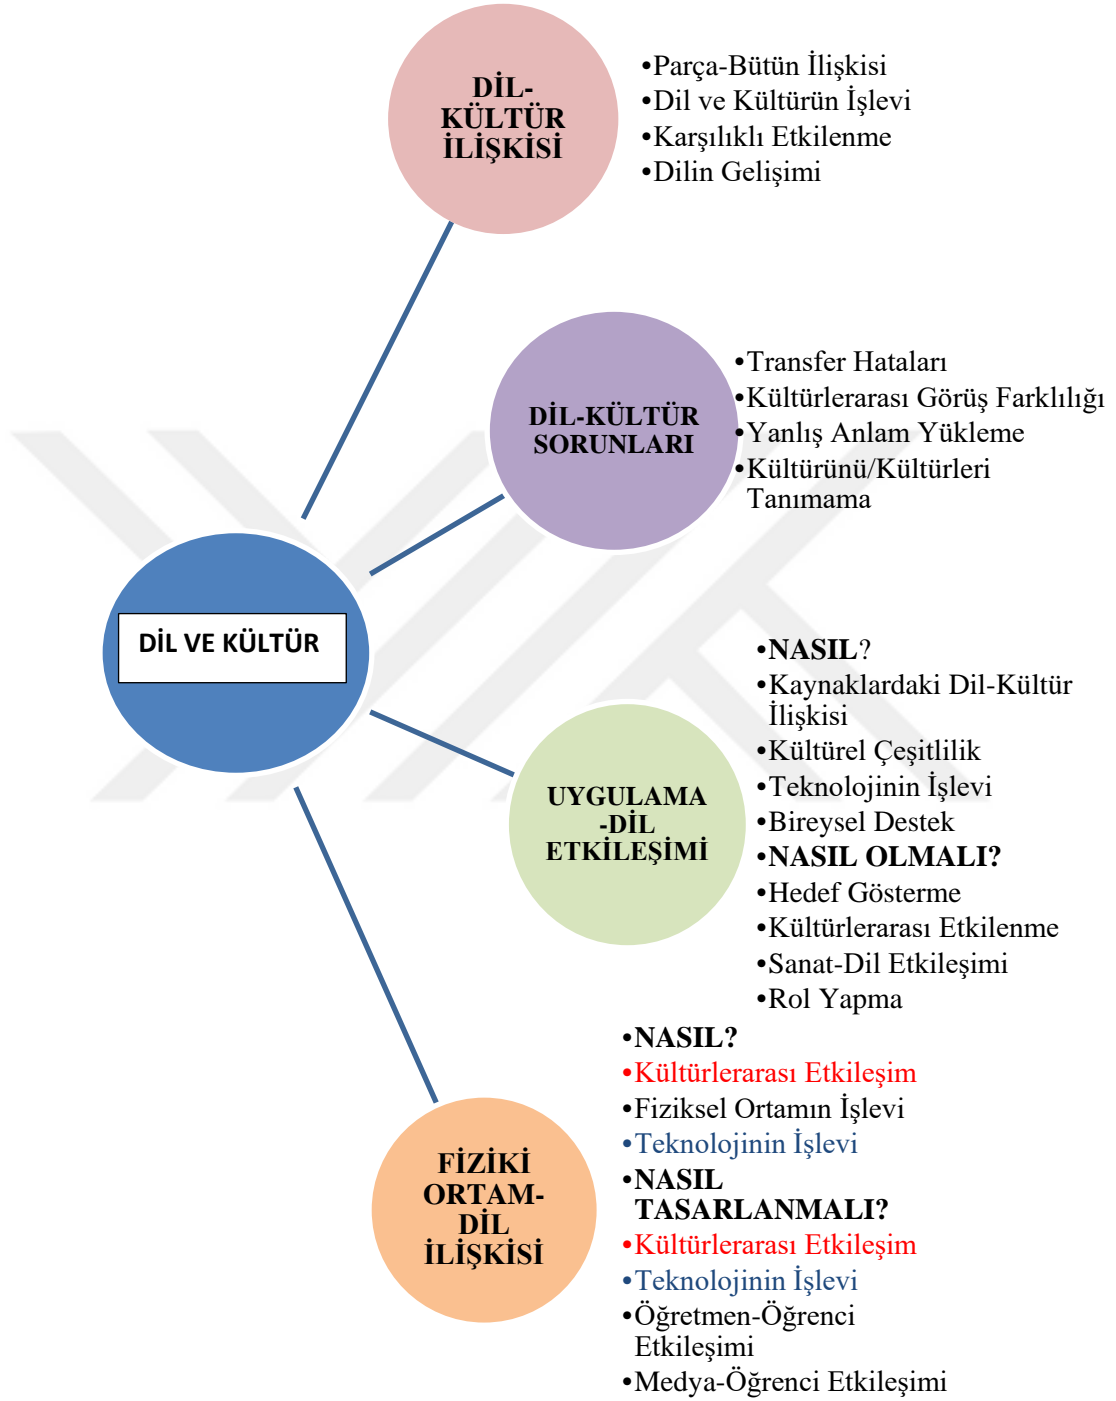 DİL-
KÜLTÜR
İLİŞKİSİ
•Parça-Bütün İlişkisi
•Dil ve Kültürün İşlevi
•Karşılıklı Etkilenme
•Dilin Gelişimi
DİL-KÜLTÜR
SORUNLARI
•Transfer Hataları
•Kültürlerarası Görüş Farklılığı
•Yanlış Anlam Yükleme
•Kültürünü/Kültürleri
Tanımama
DİL VE KÜLTÜR
UYGULAMA
-DİL
ETKİLEŞİMİ
•NASIL?
•Kaynaklardaki Dil-Kültür
İlişkisi
•Kültürel Çeşitlilik
•Teknolojinin İşlevi
•Bireysel Destek
•NASIL OLMALI?
•Hedef Gösterme
•Kültürlerarası Etkilenme
•Sanat-Dil Etkileşimi
•Rol Yapma
FİZİKİ
ORTAM-
DİL
İLİŞKİSİ
•NASIL?
•Kültürlerarası Etkileşim
•Fiziksel Ortamın İşlevi
•Teknolojinin İşlevi
•NASIL
TASARLANMALI?
•Kültürlerarası Etkileşim
•Teknolojinin İşlevi
•Öğretmen-Öğrenci
Etkileşimi
•Medya-Öğrenci Etkileşimi